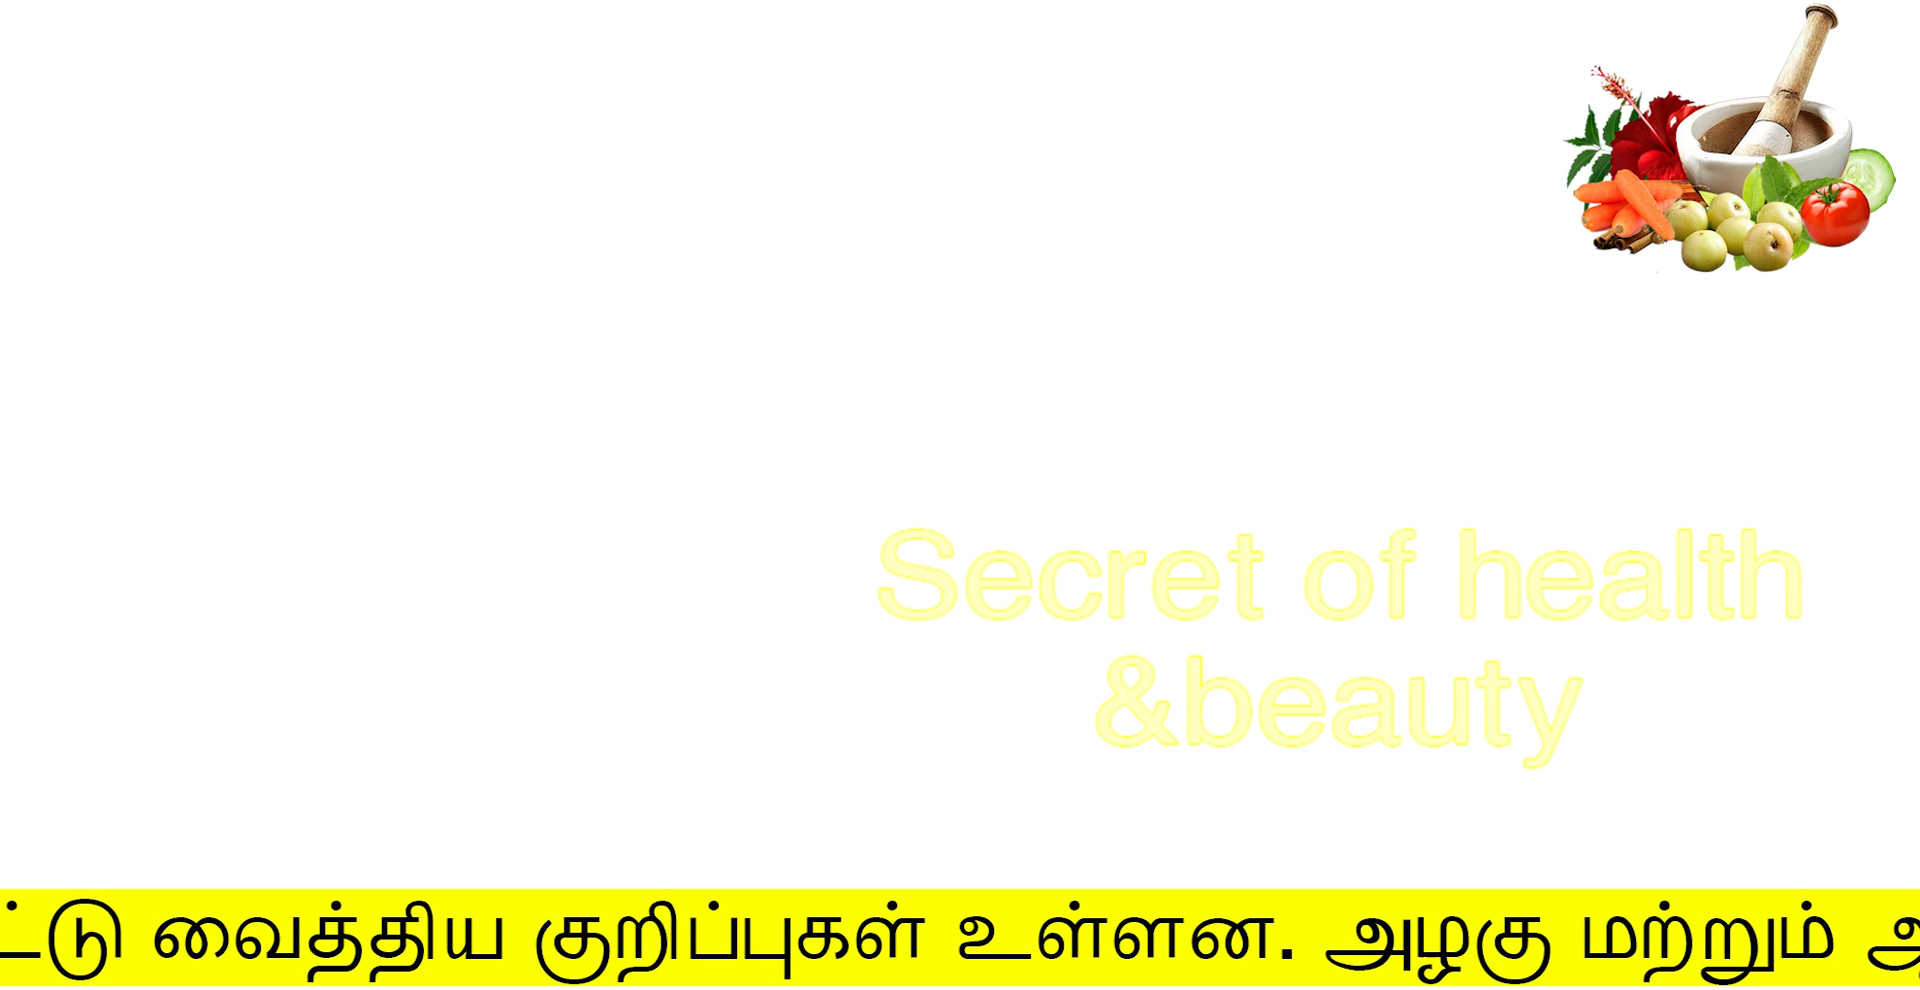 Secret of health
&beauty
வைத்திய குறிப்புகள் உள்ளன. அழகு மற்றும்